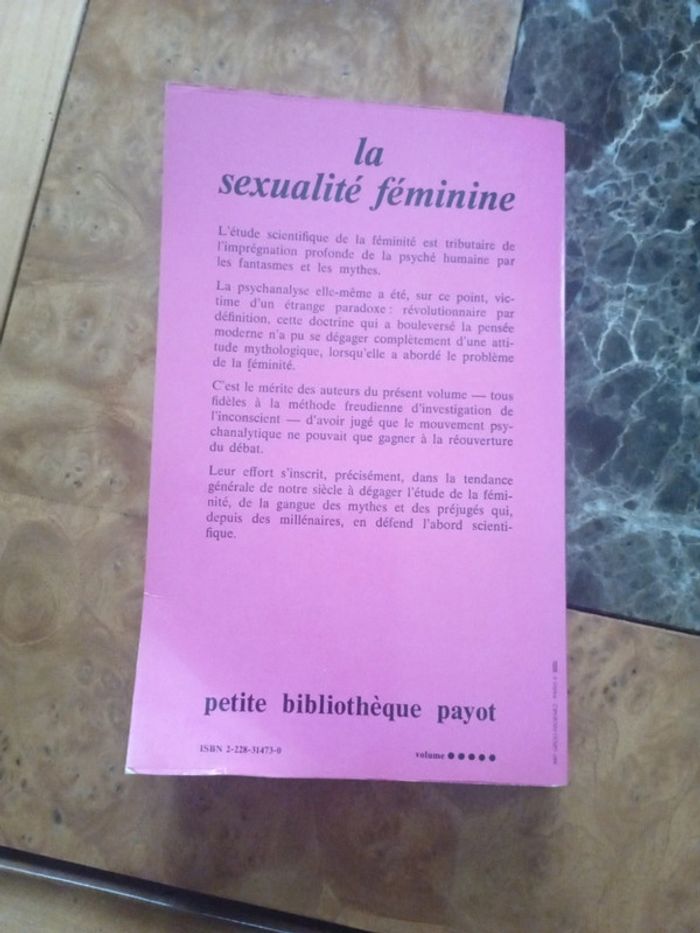 la
sexualité féminine
L'étude scientifique de la féminité est tributaire de
l'imprégnation profonde de la psyché humaine par
les fantasmes et les mythes.
La psychanalyse elle-même a été, sur ce point, vic-
time d'un étrange paradoxe : révolutionnaire par
définition, cette doctrine qui a bouleversé la pensée
moderne n'a pu se dégager complètement d'une atti-
tude mythologique, lorsqu'elle a abordé le problème
de la féminité.
C'est le mérite des auteurs du présent volume — tous
fidèles à la méthode freudienne d'investigation de
l'inconscient — d'avoir jugé que le mouvement psy-
chanalytique ne pouvait que gagner à la réouverture
du débat.
Leur effort s'inscrit, précisément, dans la tendance
générale de notre siècle à dégager l'étude de la fémi-
nité, de la gangue des mythes et des préjugés qui,
depuis des millénaires, en défend l'abord scienti-
fique.
petite bibliothèque payot
ISBN 2-228-31473-0
volume ●●●●●